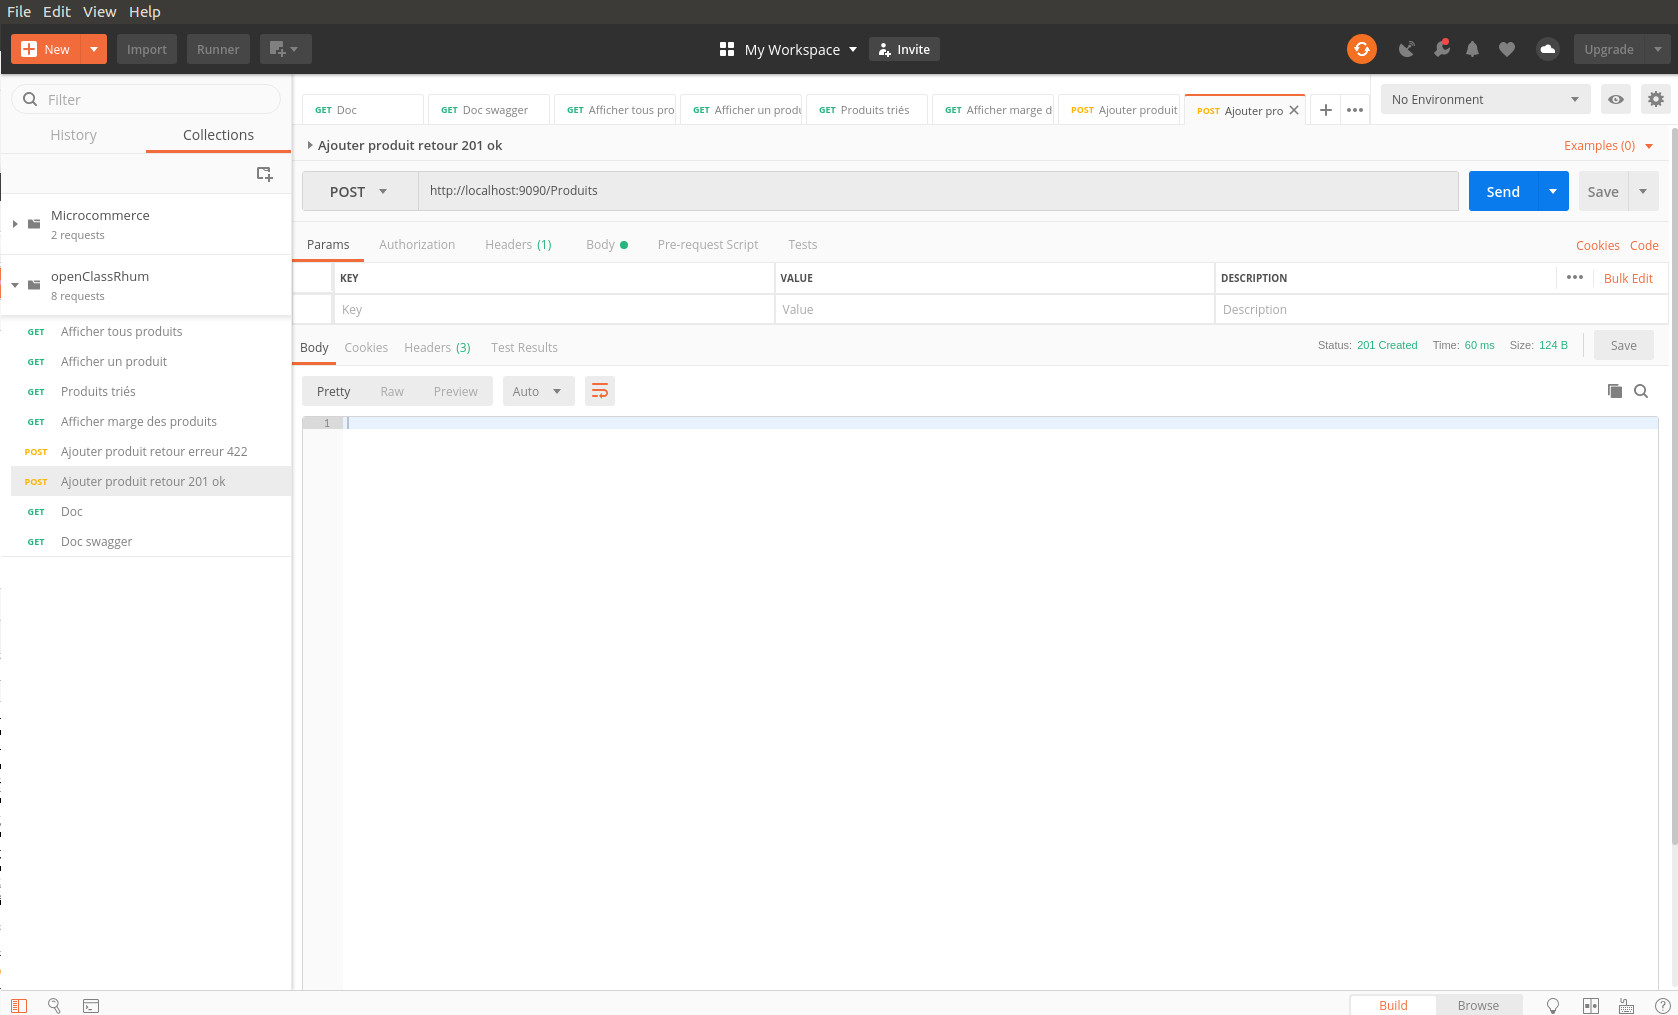 File Edit View Help
New Import Runner My Workspace Invite Upgrade
Filter
History Collections
Microcommerce
2 requests
openClassRhum
8 requests
GET Afficher tous produits
GET Afficher un produit
GET Produits triés
GET Afficher marge des produits
POST Ajouter produit retour erreur 422
POST Ajouter produit retour 201 ok
GET Doc
GET Doc swagger
GET Doc GET Doc swagger GET Afficher tous pro GET Afficher un produ GET Produits triés GET Afficher marge d POST Ajouter produit POST Ajouter pro No Environment
Ajouter produit retour 201 ok Examples (0)
POST http://localhost:9090/Produits Send Save
Params Authorization Headers (1) Body Pre-request Script Tests Cookies Code
KEY VALUE DESCRIPTION Bulk Edit
Key Value Description
Body Cookies Headers (3) Test Results Status: 201 Created Time: 60 ms Size: 124 B Save
Pretty Raw Preview Auto
1
Build Browse